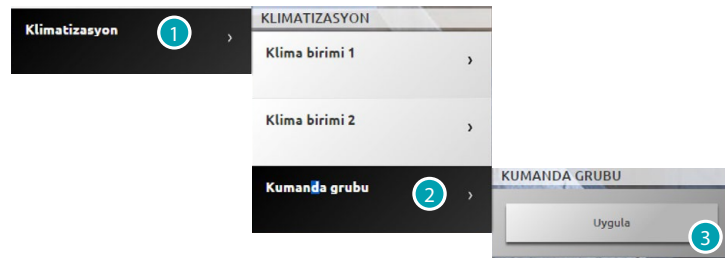 Klimatizasyon
1
KLIMATIZASYON
Klima birimi 1
Klima birimi 2
Kumanda grubu
2
KUMANDA GRUBU
Uygula
3